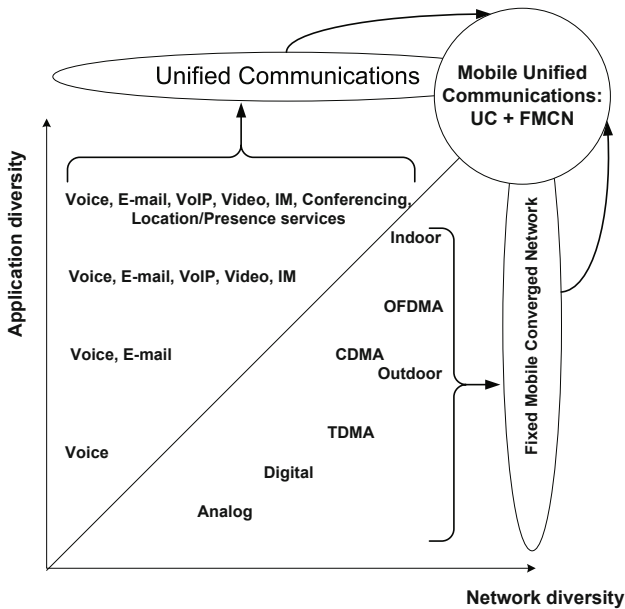 Unified Communications
Mobile Unified
Communications:
UC + FMCN
Voice, E-mail, VoIP, Video, IM, Conferencing,
Location/Presence services
Indoor
Voice, E-mail, VoIP, Video, IM
OFDMA
Voice, E-mail
CDMA
Outdoor
TDMA
Voice
Digital
Analog
Application diversity
Fixed Mobile Converged Network
Network diversity